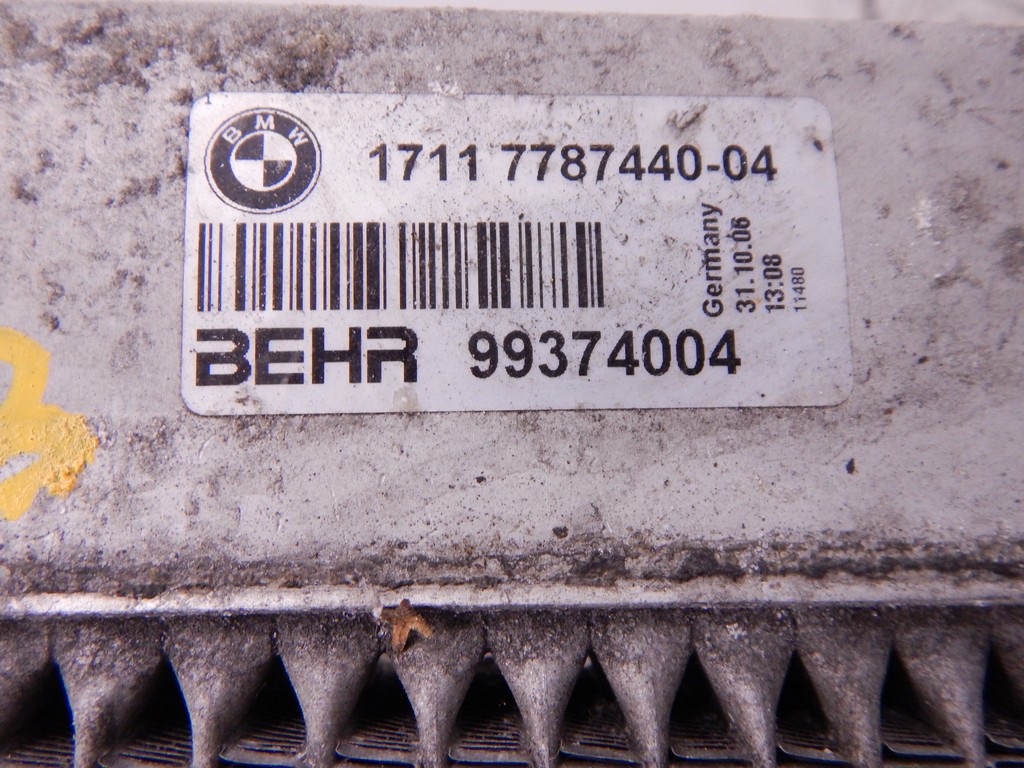 BMW
1711 7787440-04
Germany
31.10.06
13:08
11480
BEHR 99374004